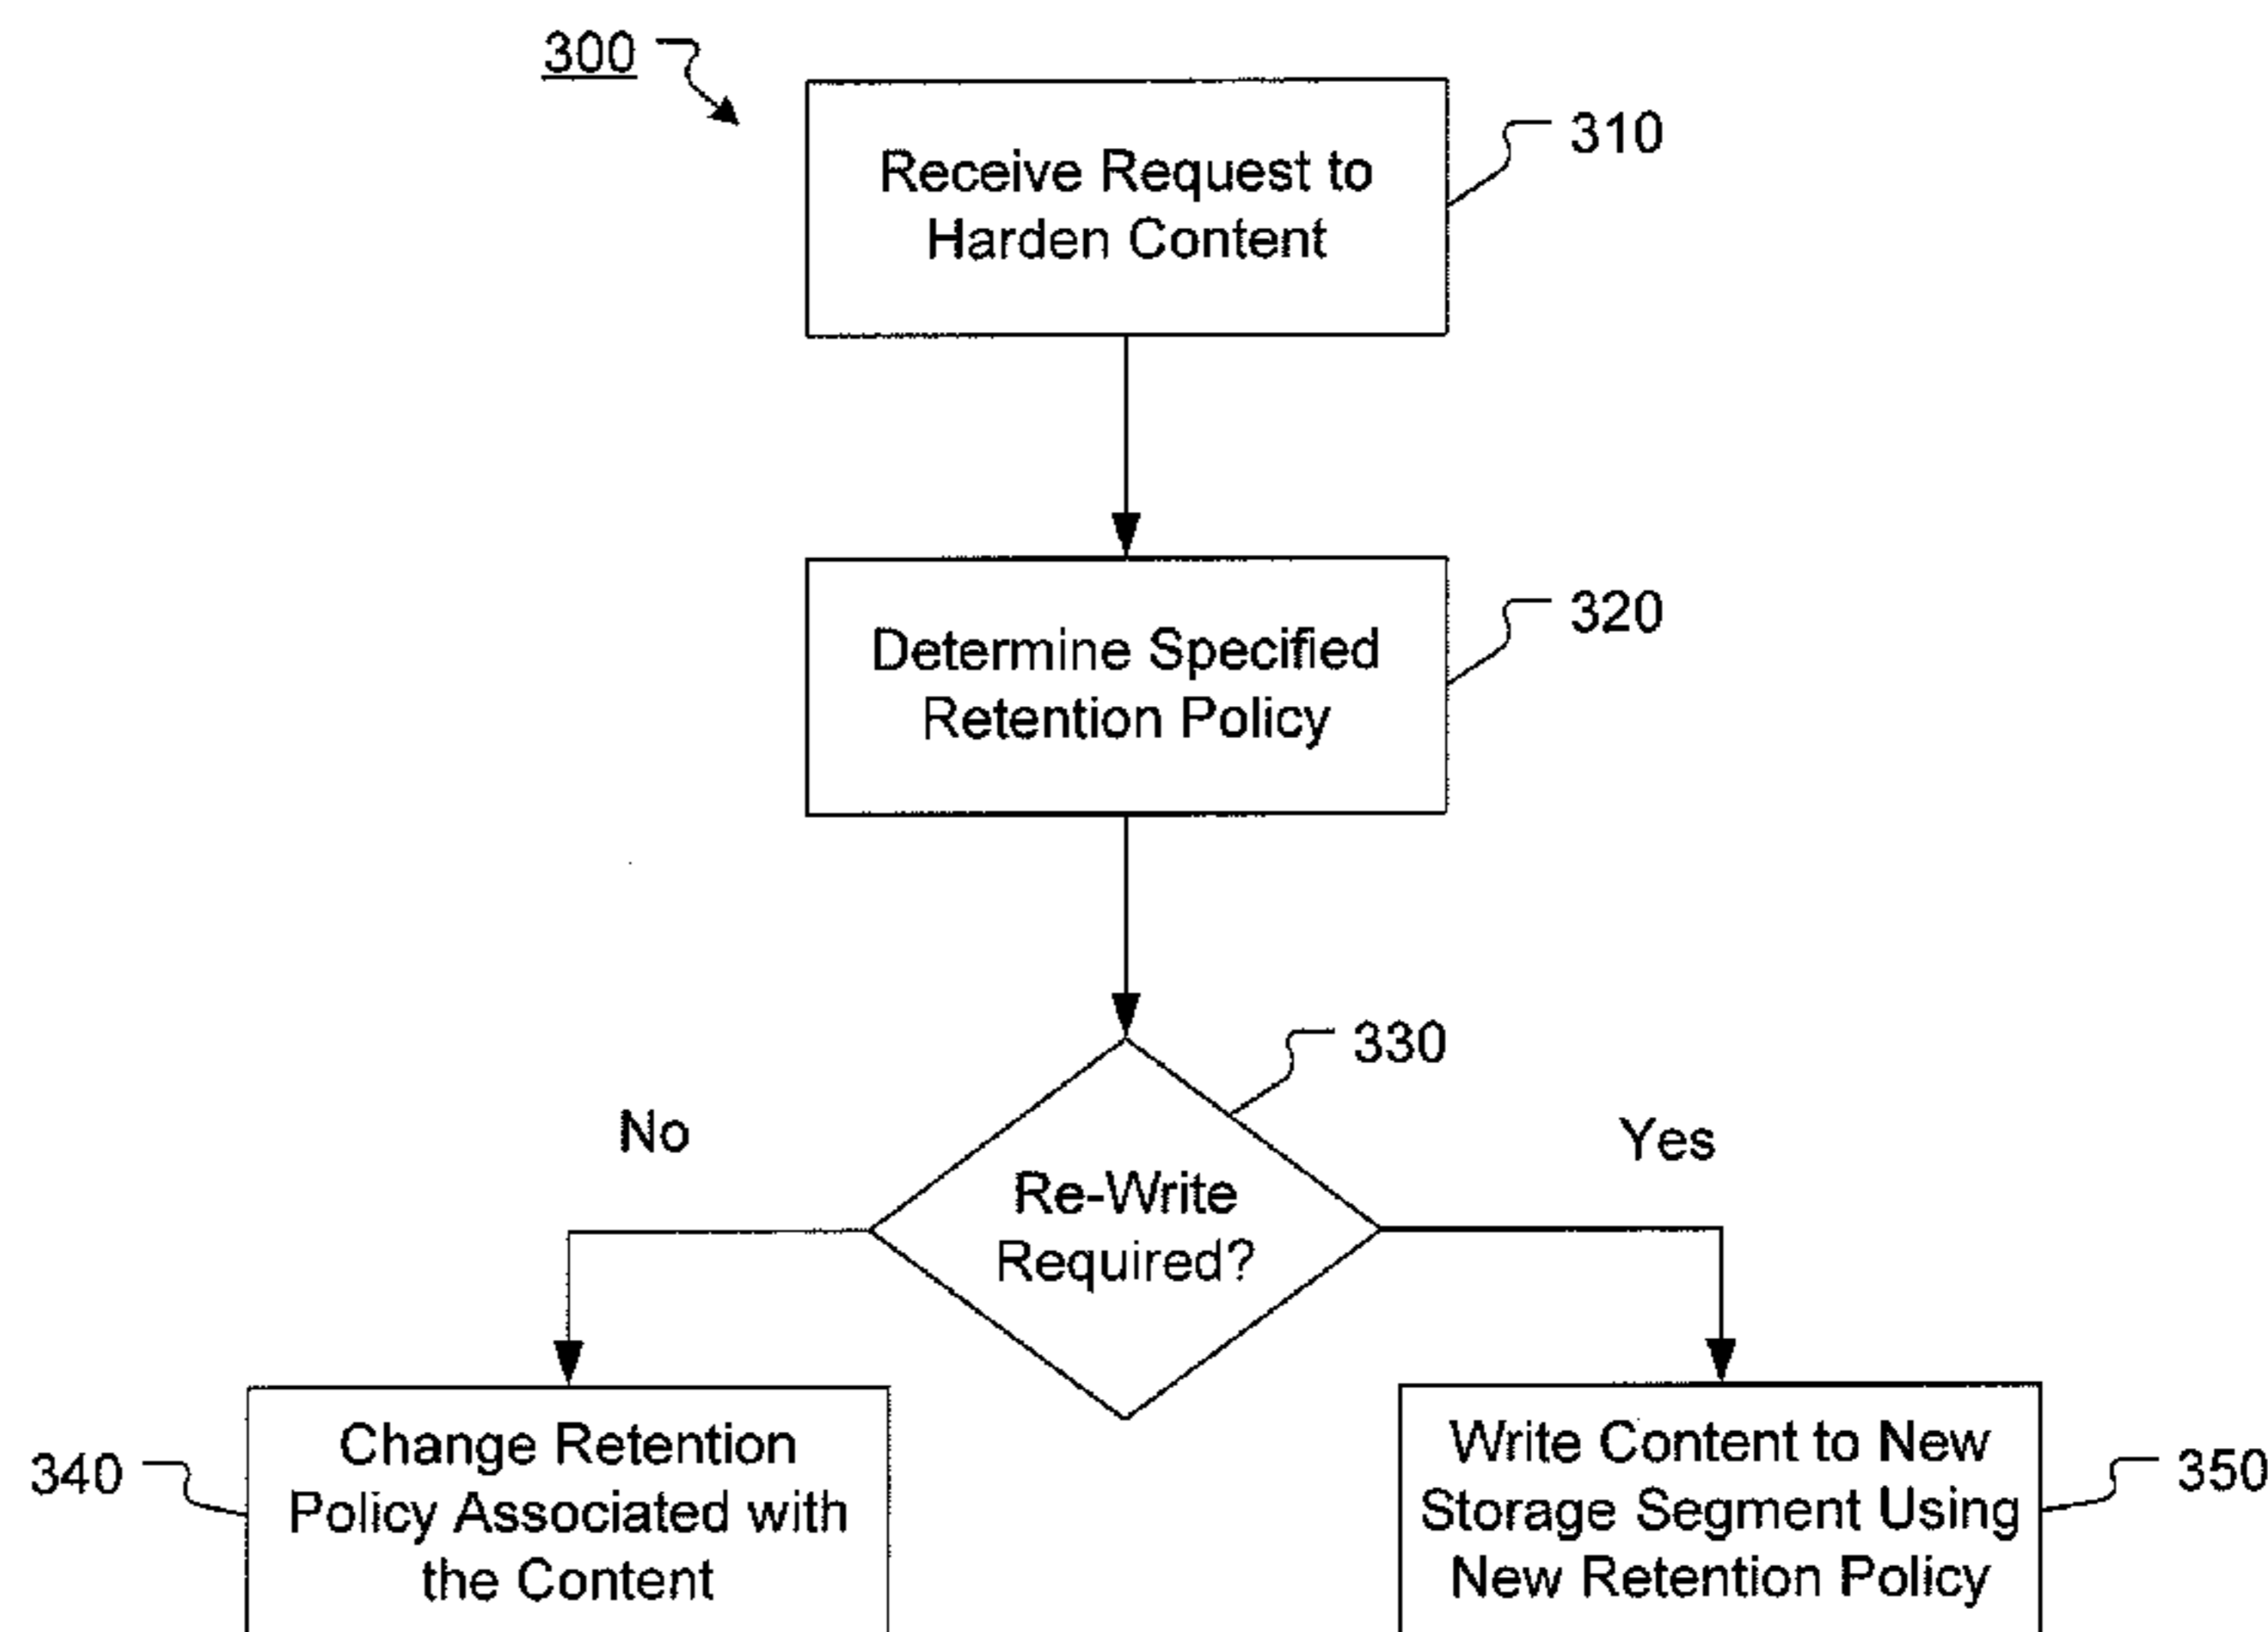 300
Receive Request to
Harden Content
310
Determine Specified
Retention Policy
320
330
No
Yes
Re-Write
Required?
340
Change Retention
Policy Associated with
the Content
Write Content to New
Storage Segment Using
New Retention Policy
350